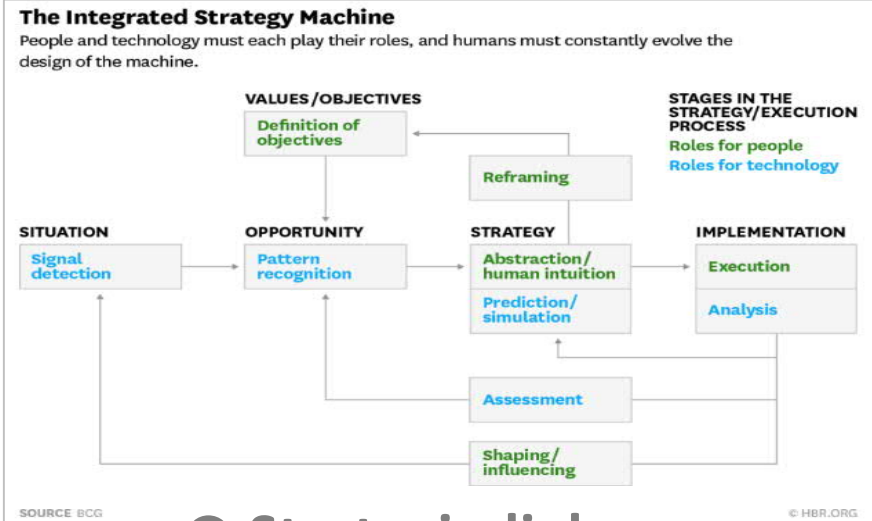 The Integrated Strategy Machine
People and technology must each play their roles, and humans must constantly evolve the
design of the machine.
VALUES/OBJECTIVES
Definition of
objectives
STAGES IN THE
STRATEGY/EXECUTION
PROCESS
Roles for people
Roles for technology
Reframing
SITUATION
Signal
detection
OPPORTUNITY
Pattern
recognition
STRATEGY
Abstraction/
human intuition
Prediction/
simulation
IMPLEMENTATION
Execution
Analysis
Assessment
Shaping/
influencing
SOURCE BCG
© HBR.ORG